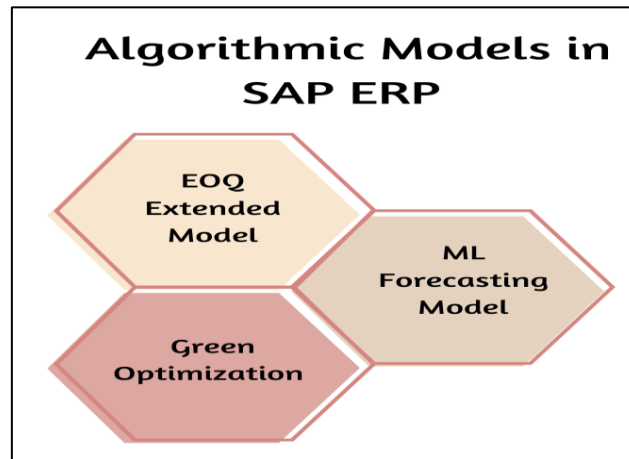 Algorithmic Models in
SAP ERP
EOQ
Extended
Model
ML
Forecasting
Model
Green
Optimization